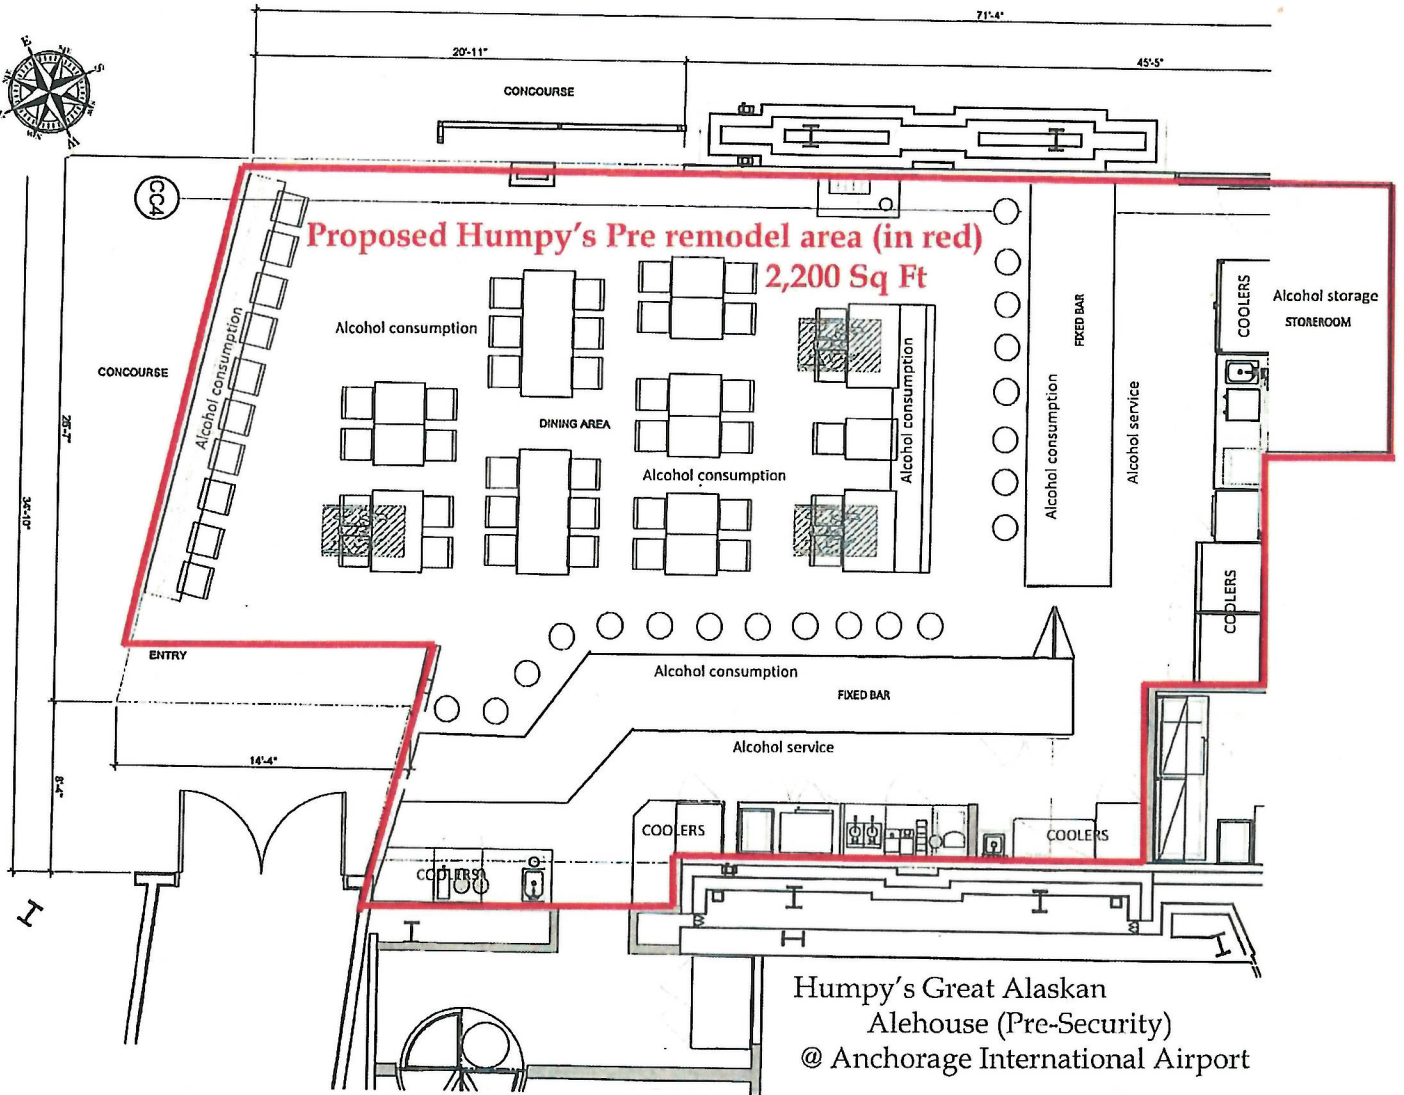 71'-4"
20'-11"
45'-5"
CONCOURSE
CC4
Proposed Humpy's Pre remodel area (in red)
2,200 Sq Ft
Alcohol consumption
Alcohol consumption
FIXED BAR
COOLERS
Alcohol storage
STOREROOM
CONCOURSE
Alcohol consumption
Alcohol consumption
Alcohol service
DINING AREA
Alcohol consumption
34'-10"
COOLERS
ENTRY
Alcohol consumption
FIXED BAR
Alcohol service
14'-4"
8'-4"
COOLERS
COOLERS
COOLERS
Humpy's Great Alaskan
Alehouse (Pre-Security)
@ Anchorage International Airport